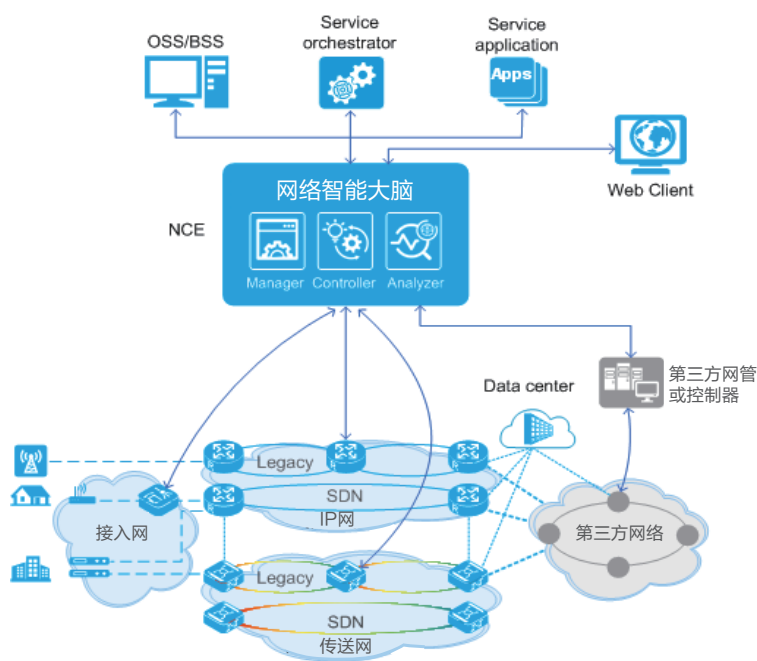 Service
orchestrator
Service
application
OSS/BSS
Apps
Web Client
网络智能大脑
NCE
Manager
Controller
Analyzer
第三方网管
或控制器
Data center
Legacy
SDN
IP网
接入网
第三方网络
Legacy
SDN
传送网